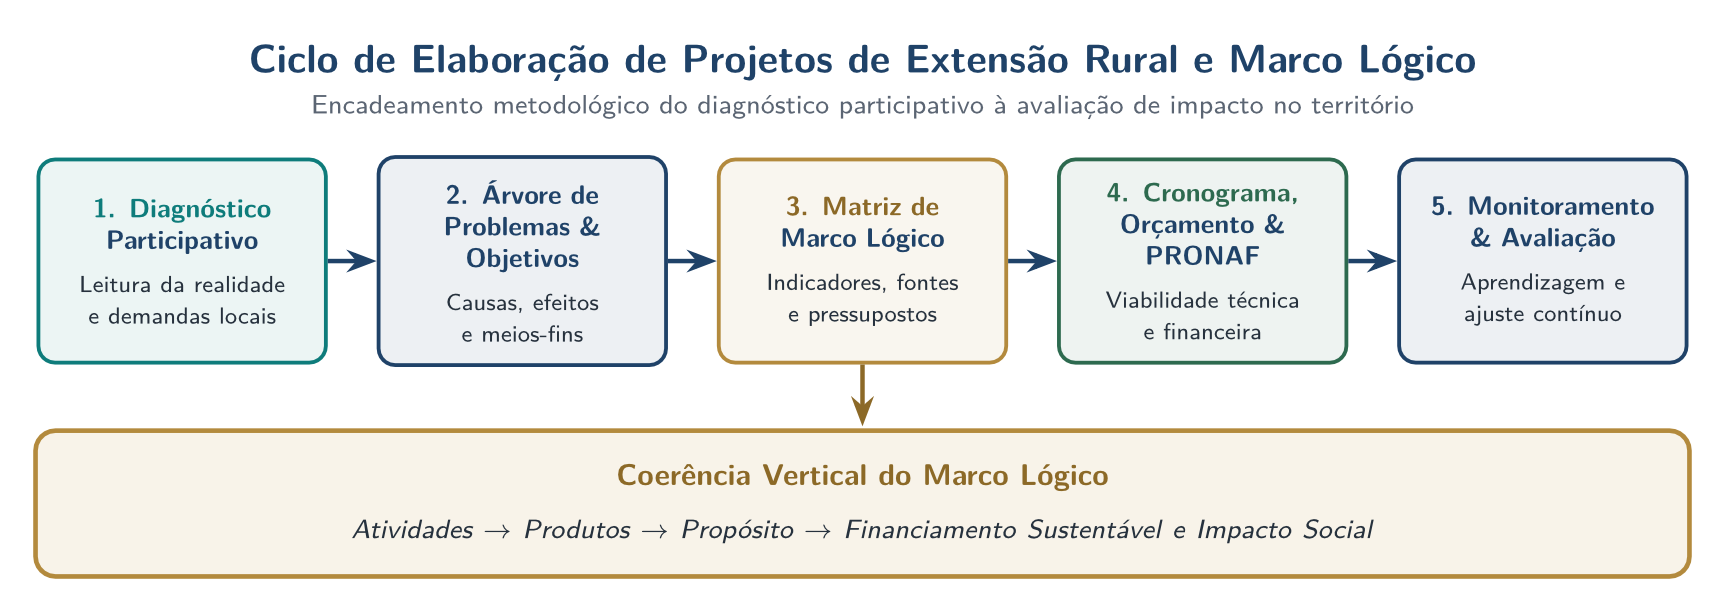 Ciclo de Elaboração de Projetos de Extensão Rural e Marco Lógico
Encadeamento metodológico do diagnóstico participativo à avaliação de impacto no território
1. Diagnóstico
Participativo
Leitura da realidade
e demandas locais
2. Árvore de
Problemas &
Objetivos
Causas, efeitos
e meios-fins
3. Matriz de
Marco Lógico
Indicadores, fontes
e pressupostos
4. Cronograma,
Orçamento &
PRONAF
Viabilidade técnica
e financeira
5. Monitoramento
& Avaliação
Aprendizagem e
ajuste contínuo
Coerência Vertical do Marco Lógico
Atividades → Produtos → Propósito → Financiamento Sustentável e Impacto Social